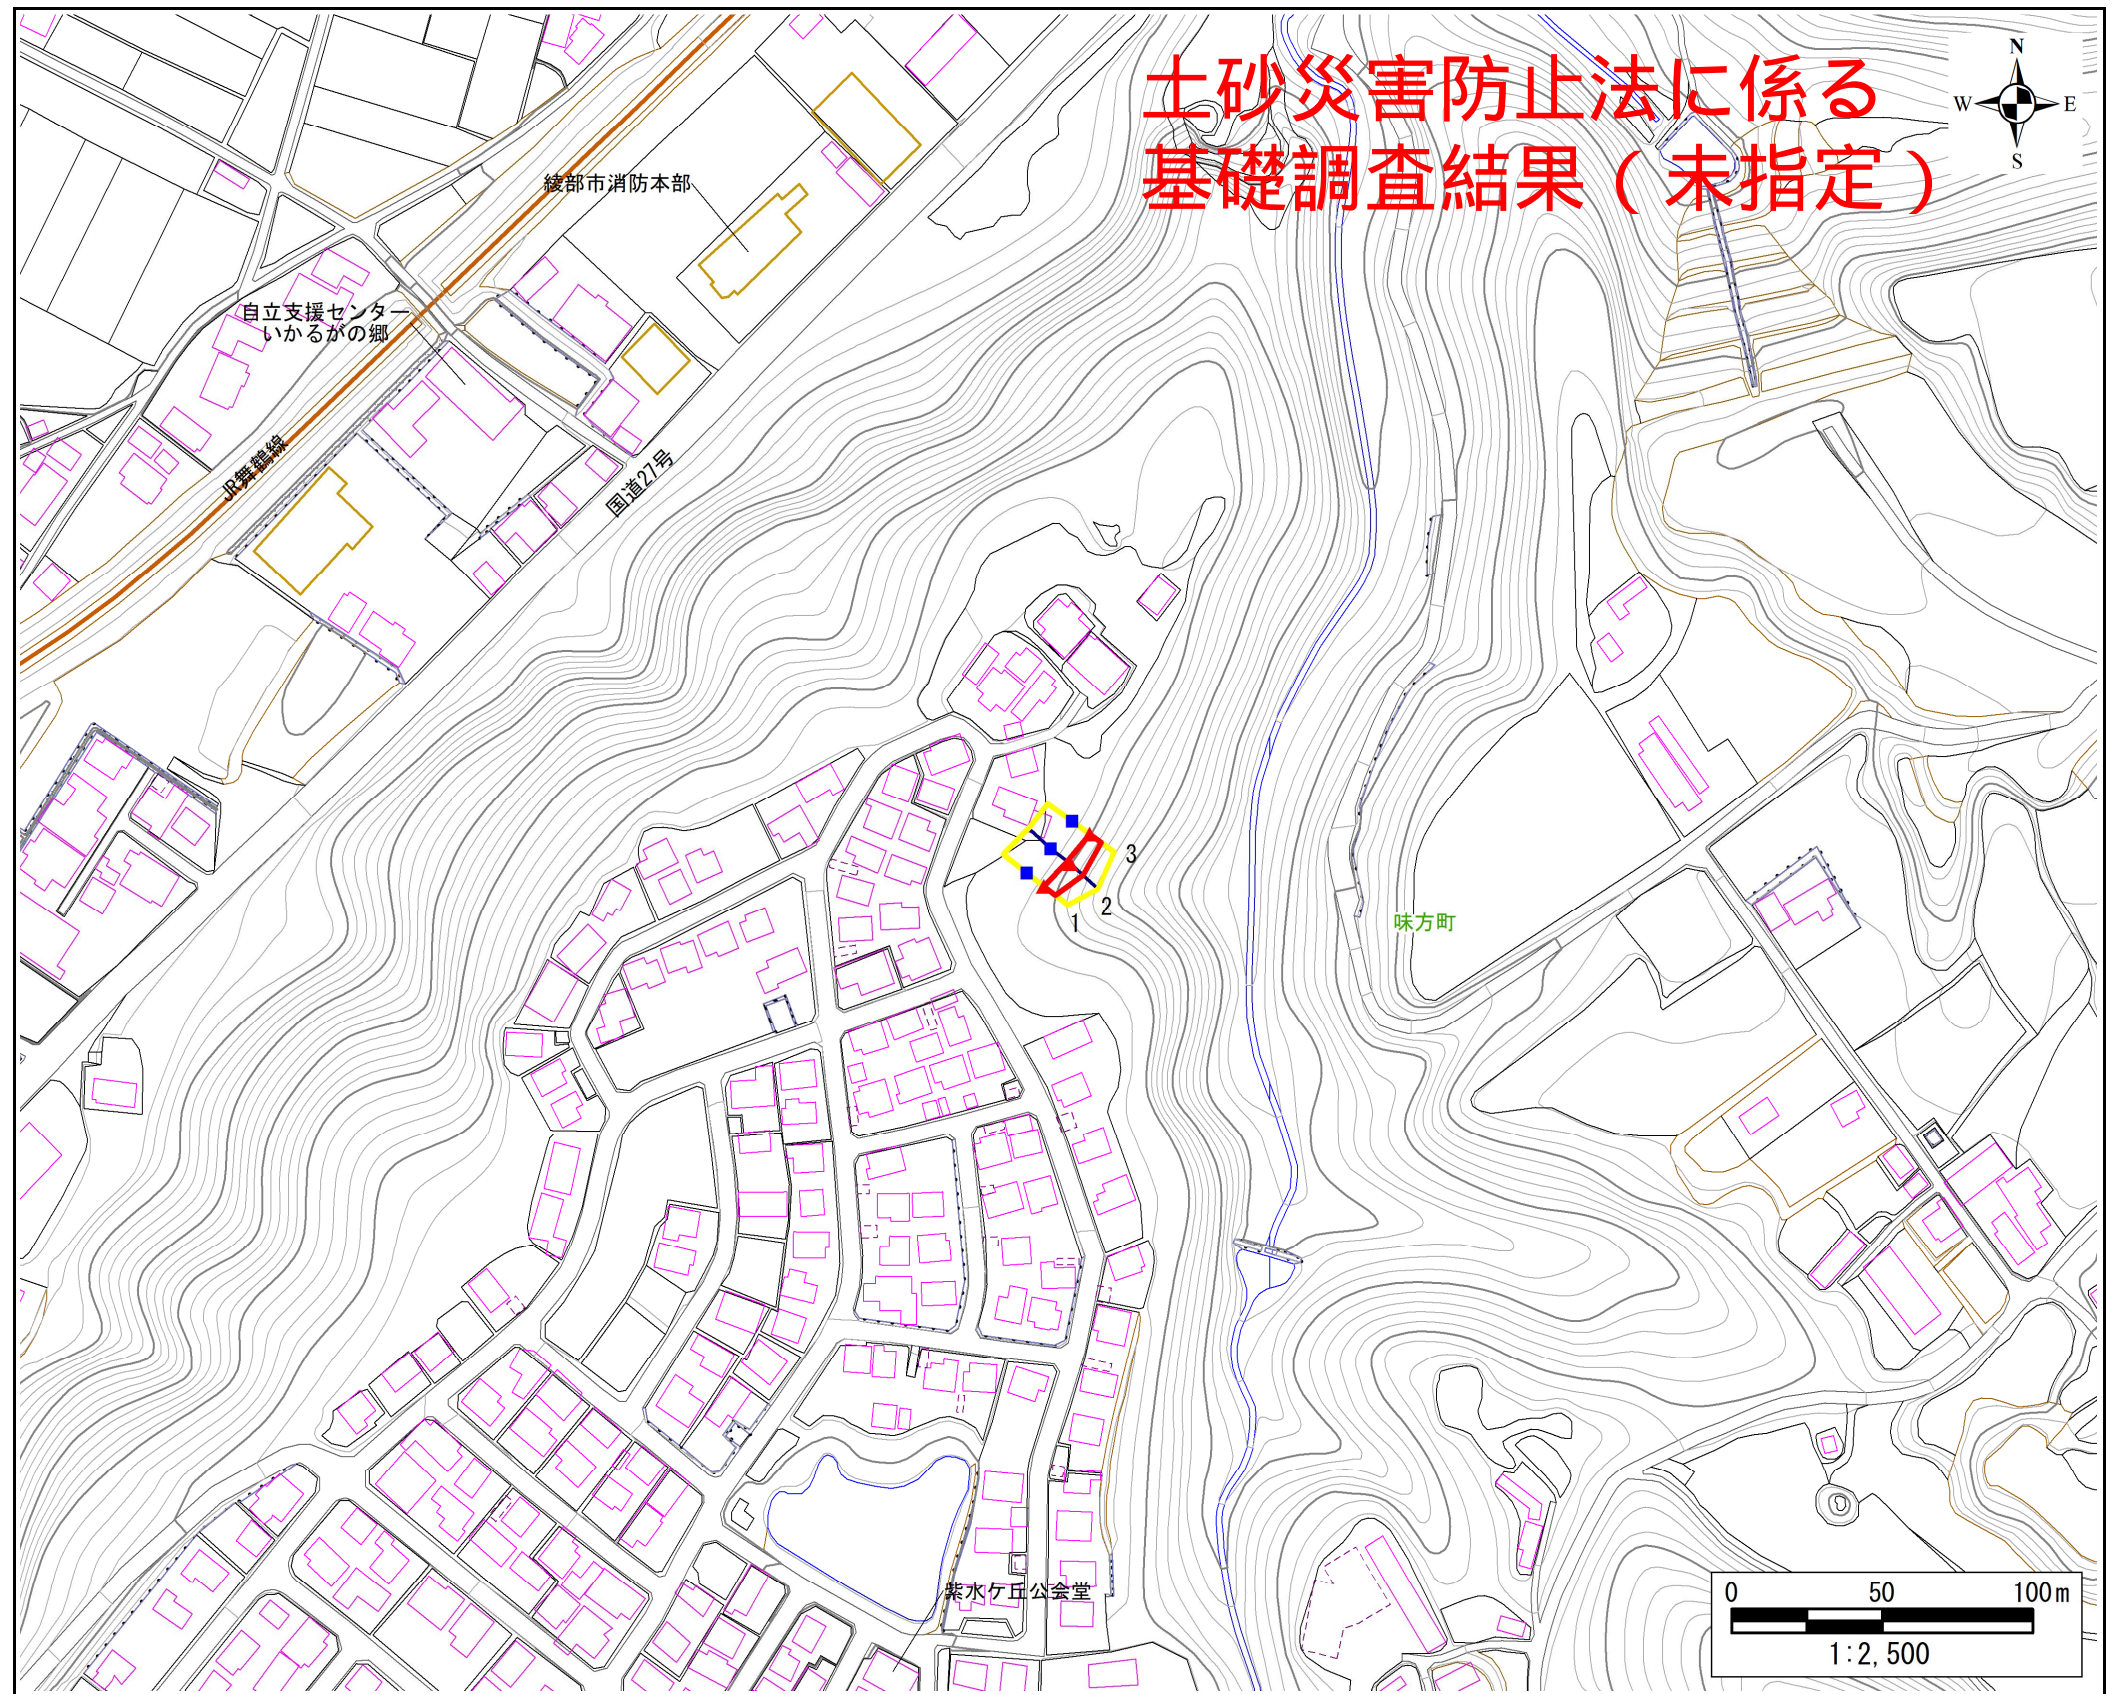 土砂災害防止法に係る
基礎調査結果（未指定）
N
W E
S
綾部市消防本部
自立支援センター
いかるがの郷
JR舞鶴線
国道27号
3
2
1
味方町
紫水ケ丘公会堂
0 50 100m
1:2,500